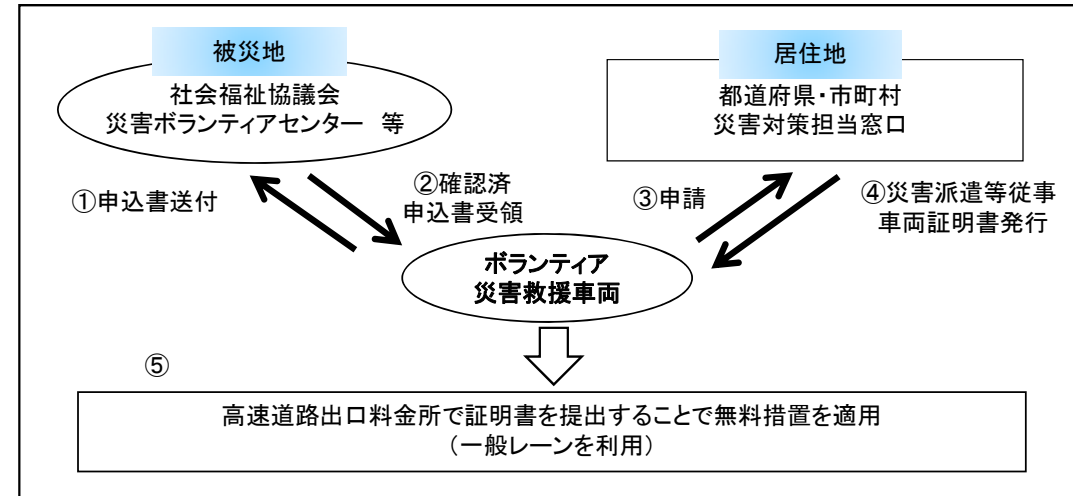 被災地
社会福祉協議会
災害ボランティアセンター 等
居住地
都道府県・市町村
災害対策担当窓口
①申込書送付
②確認済
申込書受領
③申請
④災害派遣等従事
車両証明書発行
ボランティア
災害救援車両
⑤
高速道路出口料金所で証明書を提出することで無料措置を適用
(一般レーンを利用)